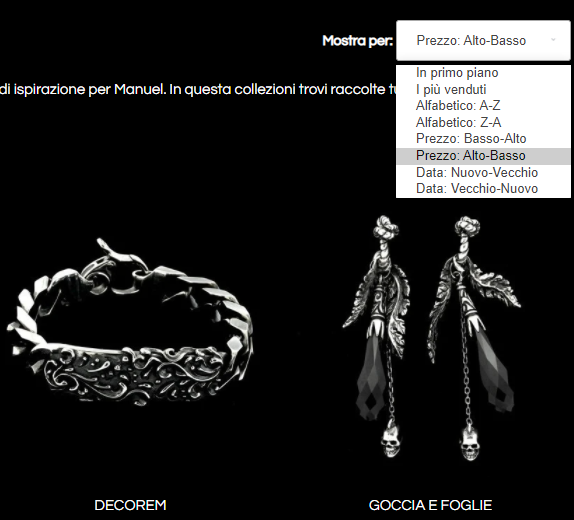 Mostra per:
Prezzo: Alto-Basso
di ispirazione per Manuel. In questa collezioni trovi raccolte
In primo piano
I più venduti
Alfabetico: A-Z
Alfabetico: Z-A
Prezzo: Basso-Alto
Prezzo: Alto-Basso
Data: Nuovo-Vecchio
Data: Vecchio-Nuovo
DECOREM
GOCCIA E FOGLIE